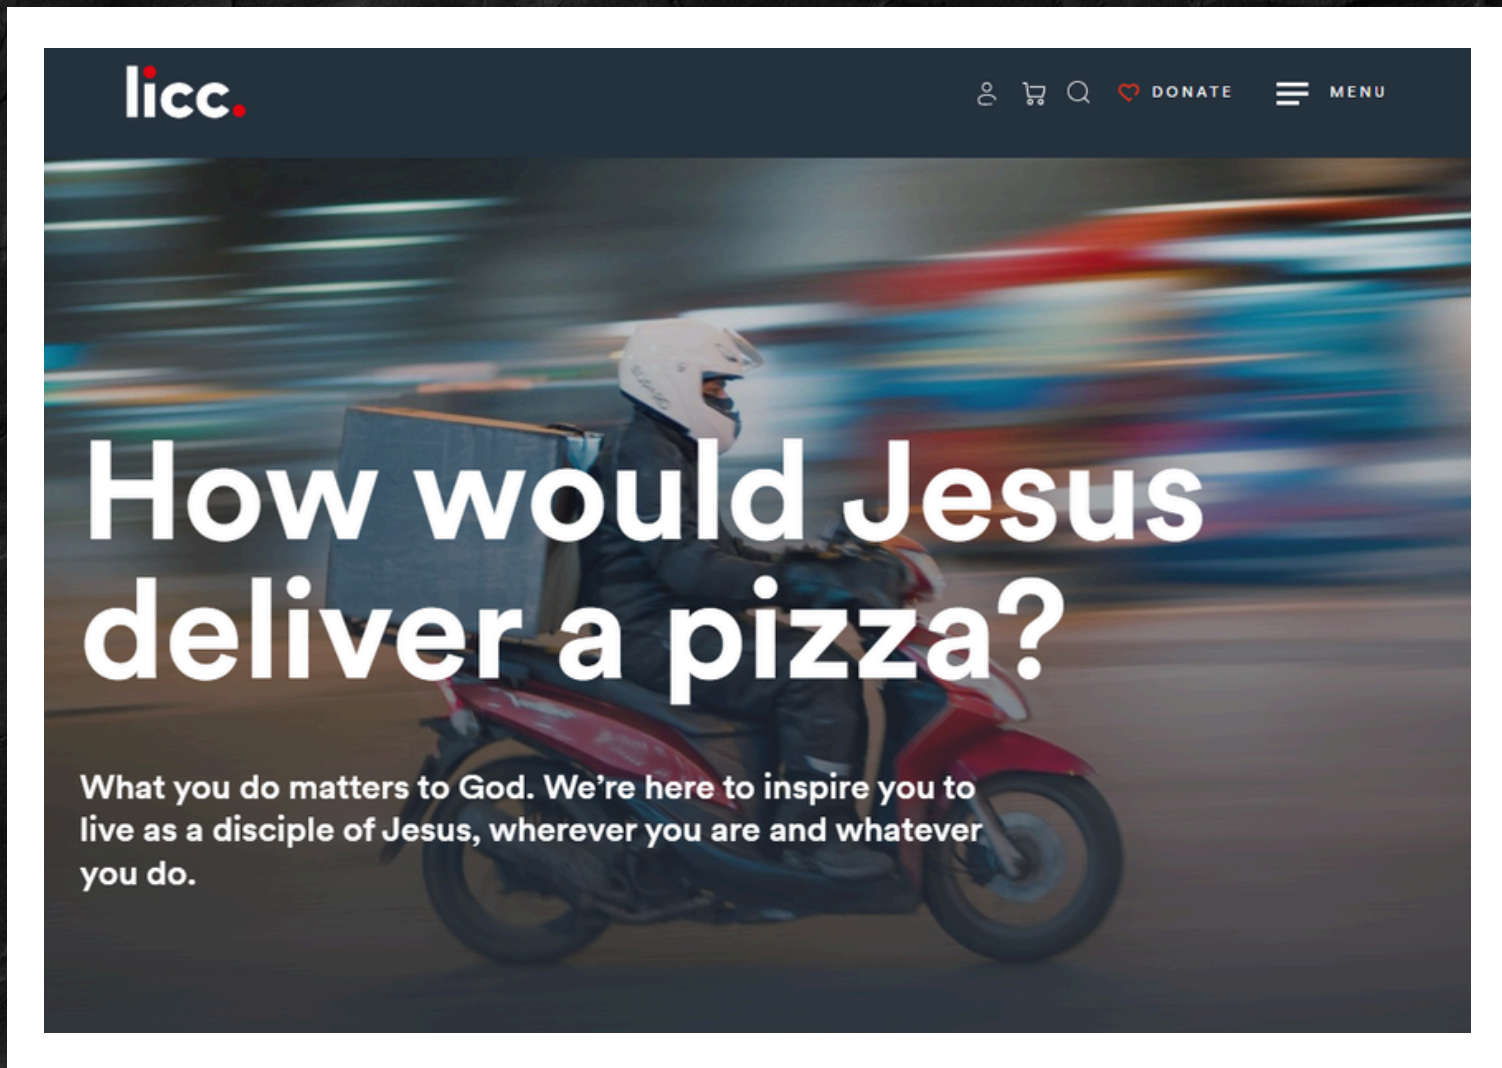 licc.
DONATE
MENU
How would Jesus
deliver a pizza?
What you do matters to God. We’re here to inspire you to
live as a disciple of Jesus, wherever you are and whatever
you do.